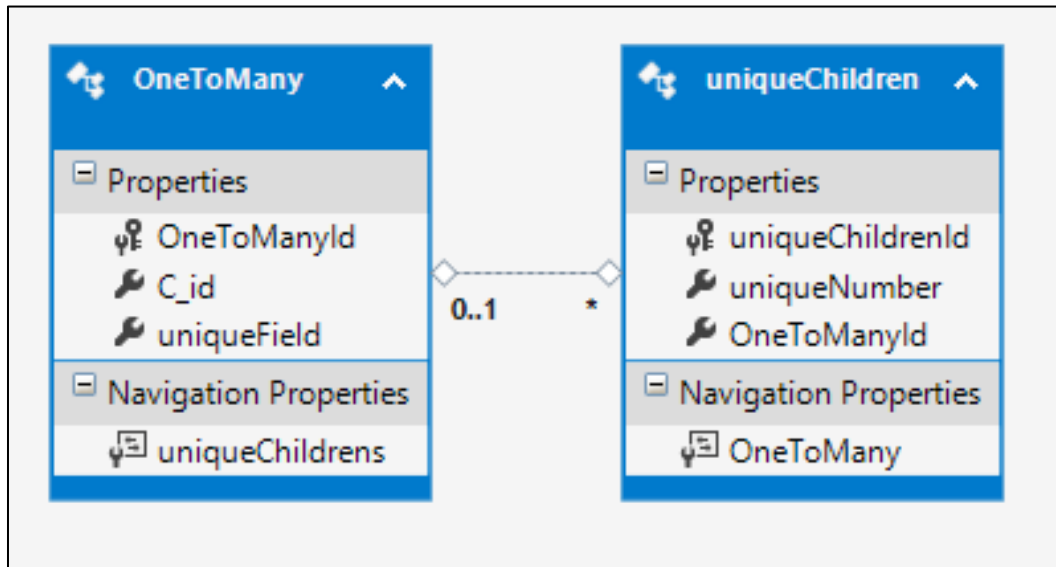 OneToMany
Properties
OneToManyId
C_id
uniqueField
Navigation Properties
uniqueChildrens
0..1
*
uniqueChildren
Properties
uniqueChildrenId
uniqueNumber
OneToManyId
Navigation Properties
OneToMany